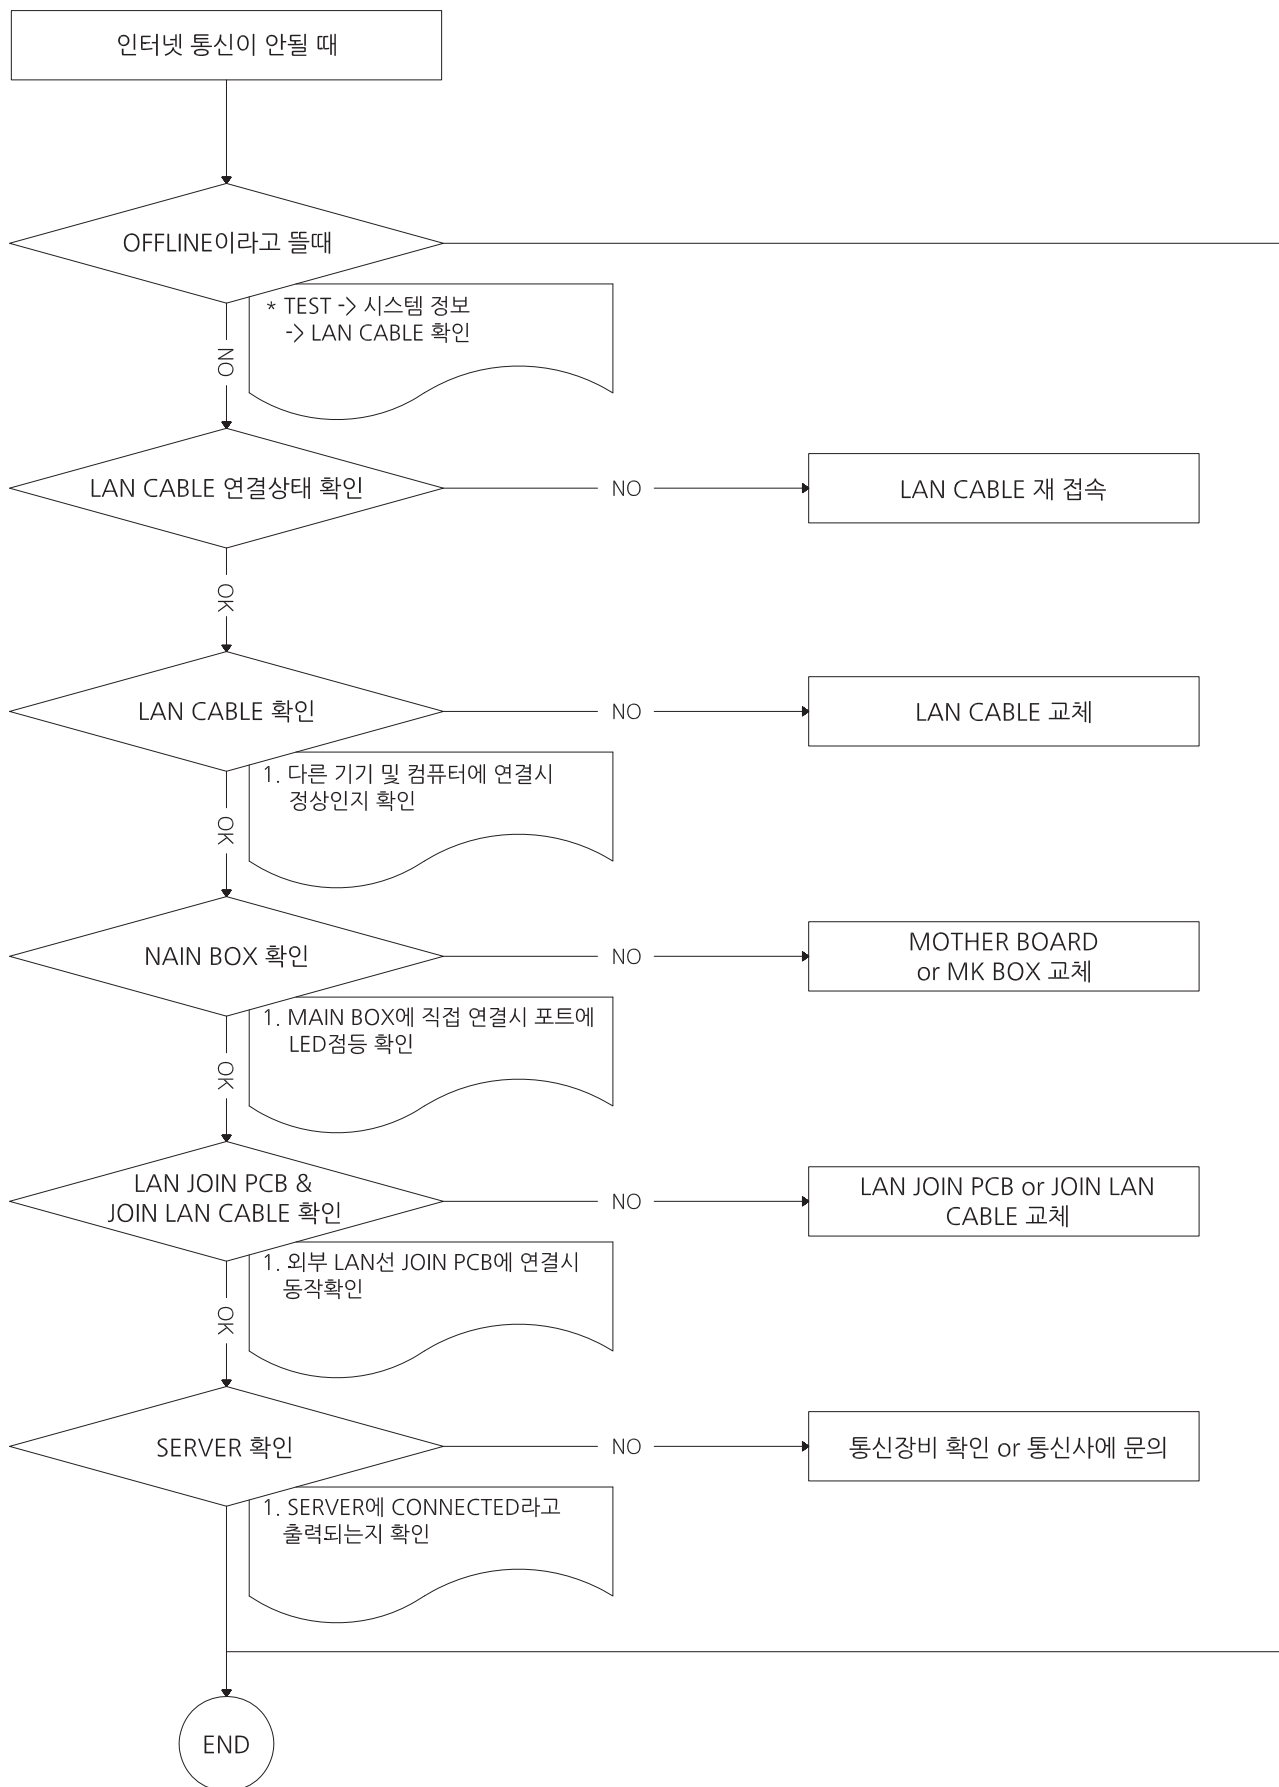 인터넷 통신이 안될 때
OFFLINE이라고 뜰때
* TEST -> 시스템 정보
-> LAN CABLE 확인
NO
LAN CABLE 연결상태 확인
NO
LAN CABLE 재 접속
OK
LAN CABLE 확인
NO
LAN CABLE 교체
1. 다른 기기 및 컴퓨터에 연결시
정상인지 확인
OK
NAIN BOX 확인
NO
MOTHER BOARD
or MK BOX 교체
1. MAIN BOX에 직접 연결시 포트에
LED점등 확인
OK
LAN JOIN PCB &
JOIN LAN CABLE 확인
NO
LAN JOIN PCB or JOIN LAN
CABLE 교체
1. 외부 LAN선 JOIN PCB에 연결시
동작확인
OK
SERVER 확인
NO
통신장비 확인 or 통신사에 문의
1. SERVER에 CONNECTED라고
출력되는지 확인
END